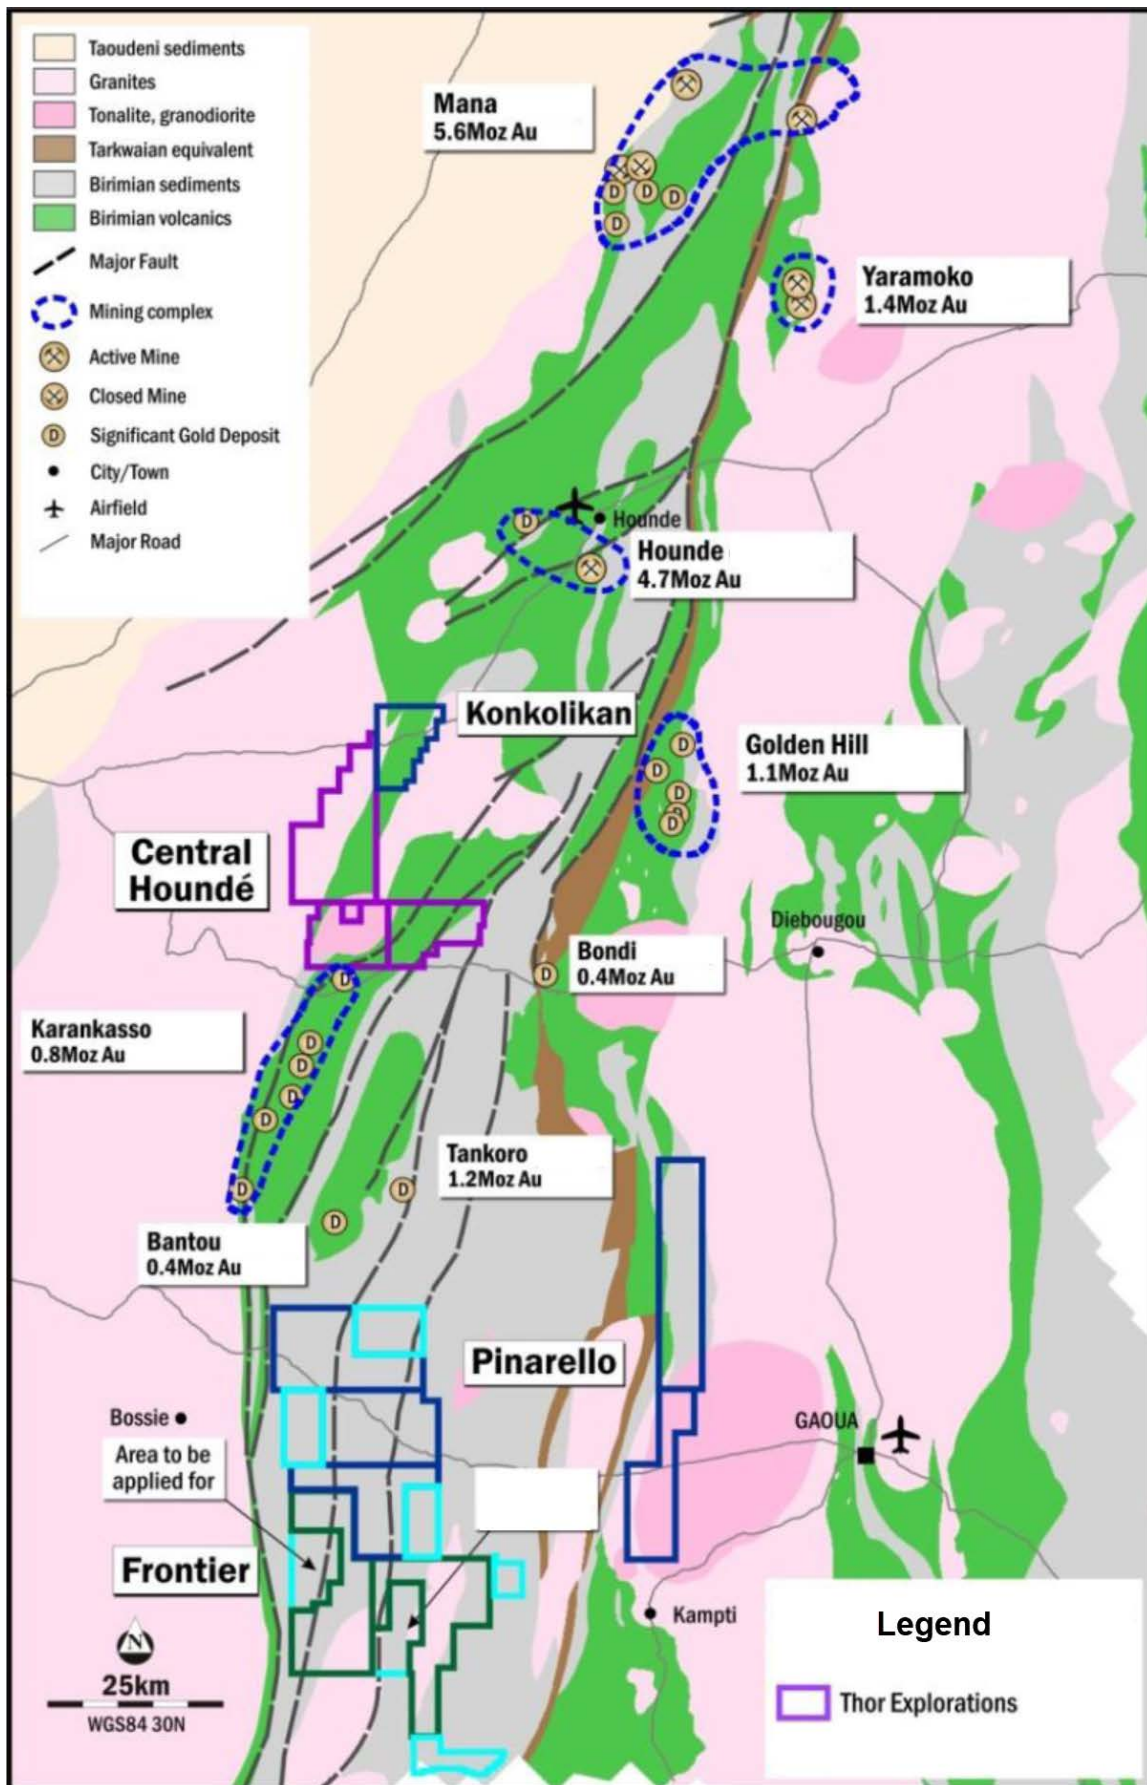 Taoudeni sediments
Granites
Tonalite, granodiorite
Tarkwaian equivalent
Birimian sediments
Birimian volcanics
Major Fault
Mining complex
Active Mine
Closed Mine
D Significant Gold Deposit
City/Town
Airfield
Major Road
Mana
5.6Moz Au
D
D
D
D
Yaramoko
1.4Moz Au
D
Hounde
Hounde
4.7Moz Au
Konkolikan
D
D
D
D
D
Golden Hill
1.1Moz Au
Central
Houndé
Diebougou
D
Bondi
0.4Moz Au
D
Karankasso
0.8Moz Au
D
D
D
D
D
Tankoro
1.2Moz Au
D
D
Bantou
0.4Moz Au
Pinarello
Bossie
GAOUA
Area to be
applied for
Frontier
Kampti
N
25km
WGS84 30N
Legend
Thor Explorations